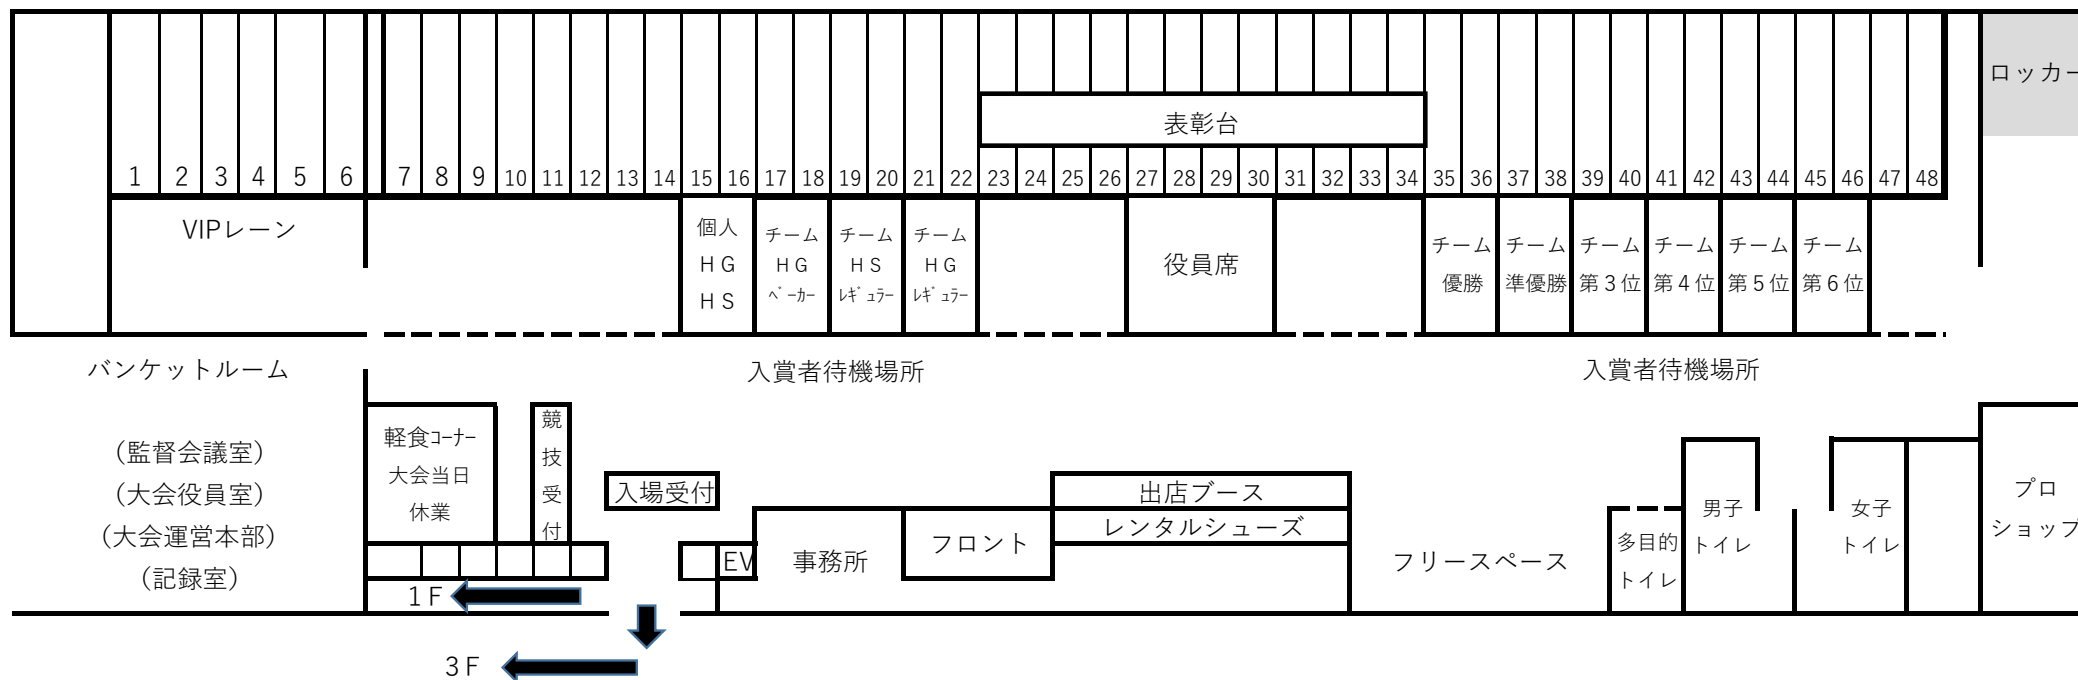 ロッカー
表彰台
1 2 3 4 5 6 7 8 9 10 11 12 13 14 15 16 17 18 19 20 21 22 23 24 25 26 27 28 29 30 31 32 33 34 35 36 37 38 39 40 41 42 43 44 45 46 47 48
VIPレーン
個人
ＨＧ
ＨＳ
チーム
ＨＧ
ﾍﾞｰｶｰ
チーム
ＨＳ
ﾚｷﾞｭﾗｰ
チーム
ＨＧ
ﾚｷﾞｭﾗｰ
役員席
チーム
優勝
チーム
準優勝
チーム
第３位
チーム
第４位
チーム
第５位
チーム
第６位
バンケットルーム
入賞者待機場所
入賞者待機場所
（監督会議室）
（大会役員室）
（大会運営本部）
（記録室）
軽食ｺｰﾅｰ
大会当日
休業
競技受付
入場受付
EV
事務所
フロント
出店ブース
レンタルシューズ
フリースペース
多目的
トイレ
男子
トイレ
女子
トイレ
プロ
ショップ
１Ｆ
３Ｆ